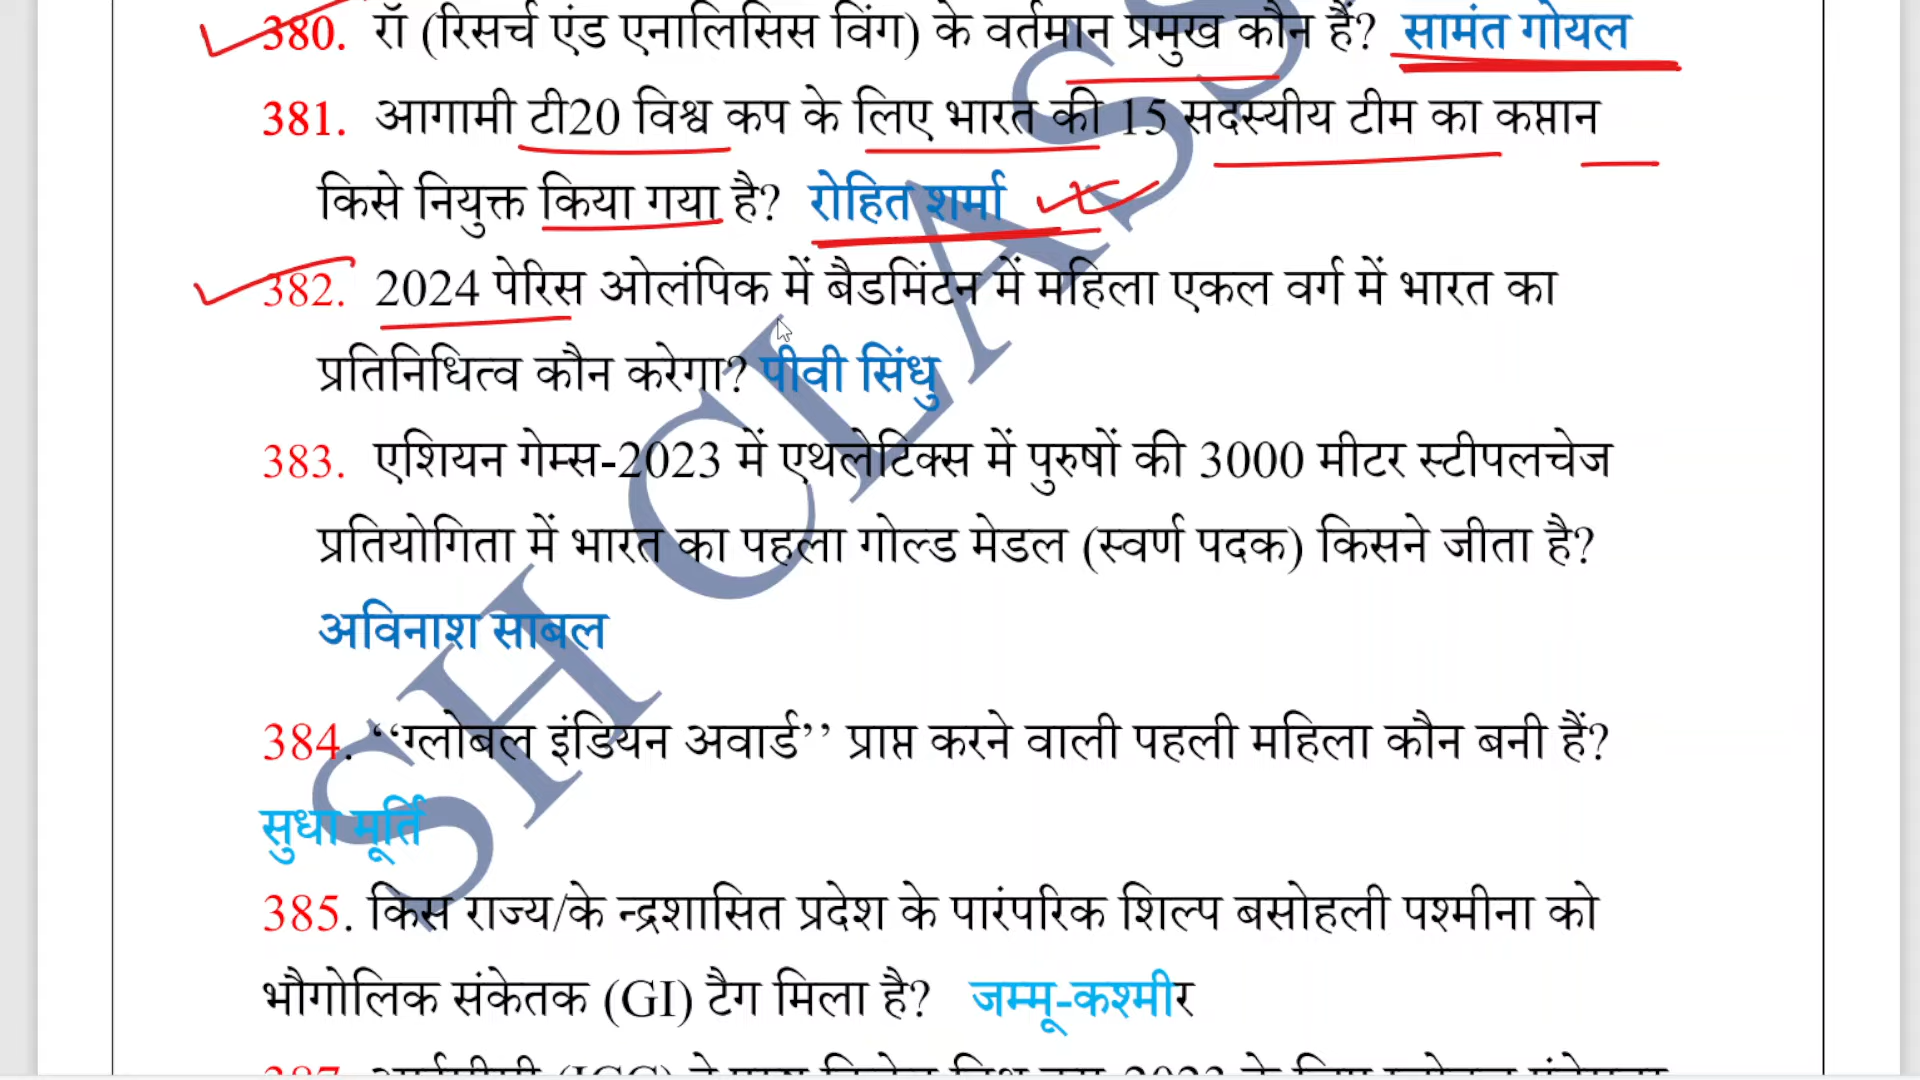 380. रॉ (रिसर्च एंड एनालिसिस विंग) के वर्तमान प्रमुख कौन हैं? सामंत गोयल
381. आगामी टी20 विश्व कप के लिए भारत की 15 सदस्यीय टीम का कप्तान
किसे नियुक्त किया गया है? रोहित शर्मा
382. 2024 पेरिस ओलंपिक में बैडमिंटन में महिला एकल वर्ग में भारत का
प्रतिनिधित्व कौन करेगा? पीवी सिंधु
383. एशियन गेम्स-2023 में एथलेटिक्स में पुरुषों की 3000 मीटर स्टीपलचेज
प्रतियोगिता में भारत का पहला गोल्ड मेडल (स्वर्ण पदक) किसने जीता है?
अविनाश साबल
384. “ग्लोबल इंडियन अवार्ड” प्राप्त करने वाली पहली महिला कौन बनी हैं?
सुधा मूर्ति
385. किस राज्य/के न्द्रशासित प्रदेश के पारंपरिक शिल्प बसोहली पश्मीना को
भौगोलिक संकेतक (GI) टैग मिला है? जम्मू-कश्मीर
SH CLASS